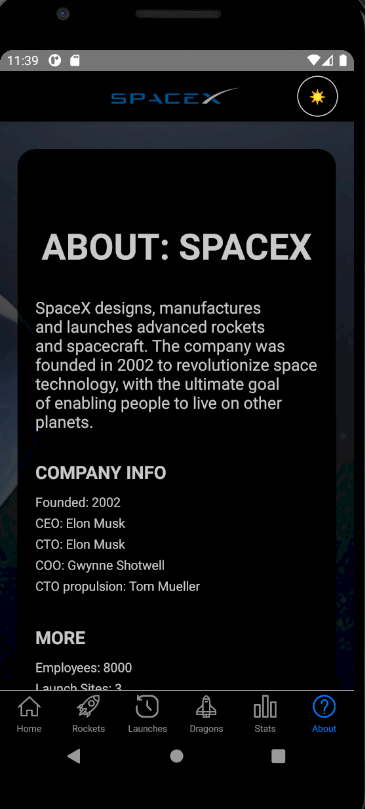 11:39
SPACEX
ABOUT: SPACEX
SpaceX designs, manufactures
and launches advanced rockets
and spacecraft. The company was
founded in 2002 to revolutionize space
technology, with the ultimate goal
of enabling people to live on other
planets.
COMPANY INFO
Founded: 2002
CEO: Elon Musk
CTO: Elon Musk
COO: Gwynne Shotwell
CTO propulsion: Tom Mueller
MORE
Employees: 8000
Launch Sites: 3
Home Rockets Launches Dragons Stats About